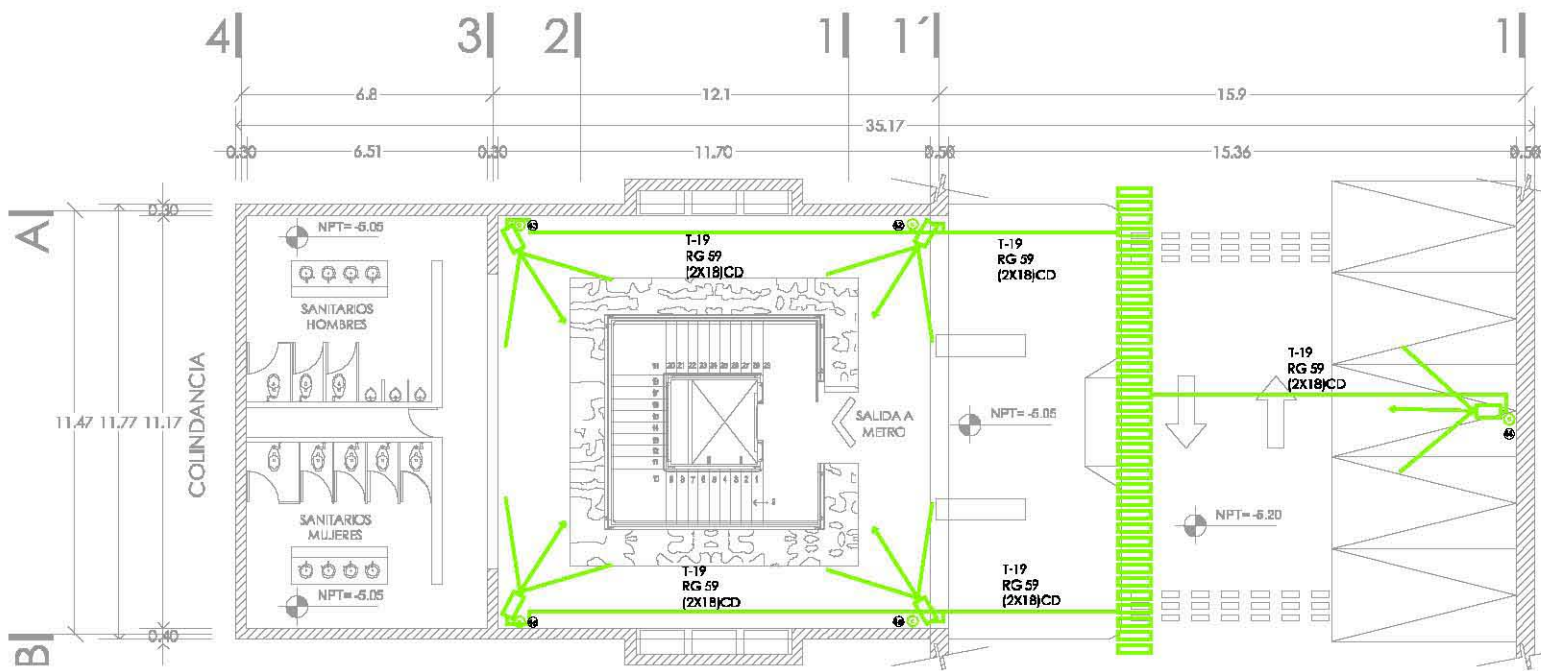 4
3
2
1
1´
1
6.8
12.1
15.9
35.17
0.30
6.51
0.30
11.70
0.50
15.36
0.50
A
0.30
NPT= -5.05
T-19
RG 59
(2X18)CD
T-19
RG 59
(2X18)CD
SANITARIOS
HOMBRES
T-19
RG 59
(2X18)CD
COLINDANCIA
11.47
11.77
11.17
SALIDA A
METRO
NPT= -5.05
SANITARIOS
MUJERES
NPT= -5.20
NPT= -5.05
T-19
RG 59
(2X18)CD
T-19
RG 59
(2X18)CD
0.40
B